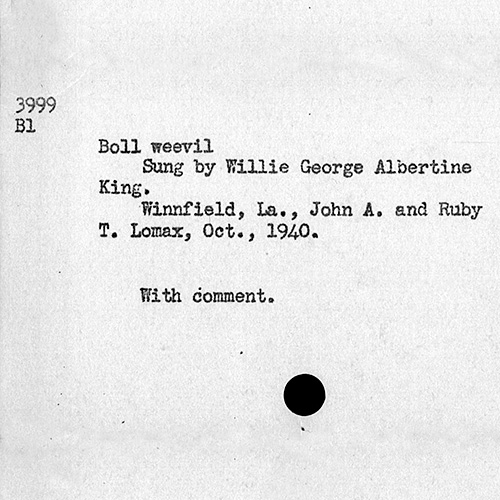 3999
B1
Boll weevil
Sung by Willie George Albertine
King.
Winnfield, La., John A. and Ruby
T. Lomax, Oct., 1940.
With comment.